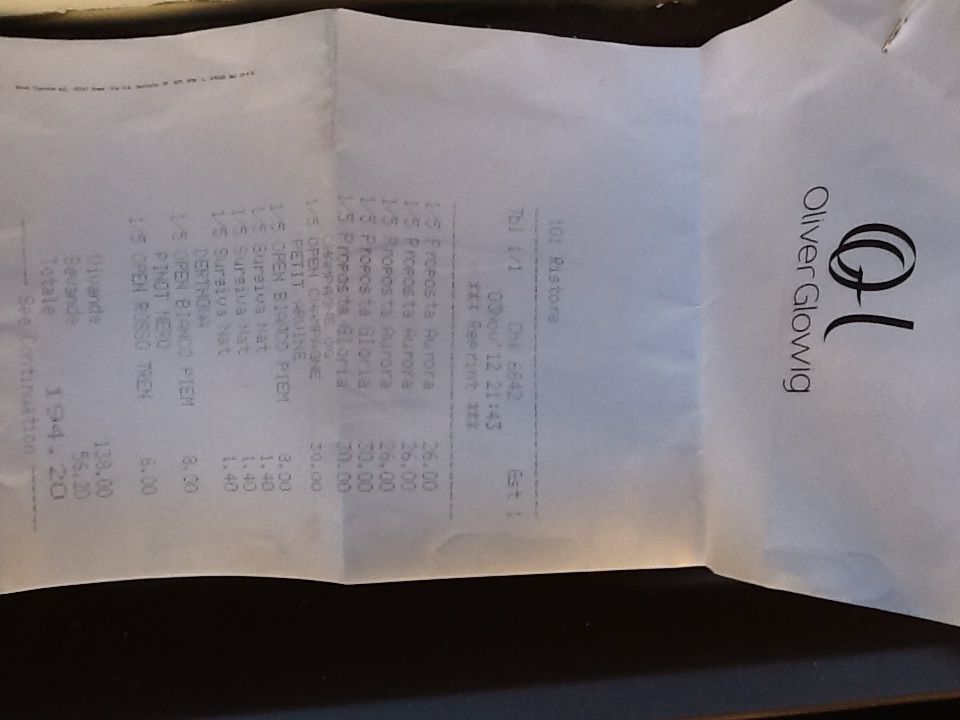 OliverGlowig
101 Ristora
Tbl 1/1 Chk 6842 Gst 1
03Nov'12 21:43
*** Reprint ***
1/5 Proposta Aurora 26.00
1/5 Proposta Aurora 26.00
1/5 Proposta Aurora 26.00
1/5 Proposta Gloria 30.00
1/5 Proposta Gloria 30.00
CHAMPAGNE
1/5 OPEN CHAMPAGNE 30.00
PETIT ARVINE
1/5 OPEN BIANCO PIEM 8.00
1/5 Surgiva Nat 1.40
1/5 Surgiva Nat 1.40
1/5 Surgiva Nat 1.40
DERTHONA
1/5 OPEN BIANCO PIEM 8.00
PINOT NERO
1/5 OPEN ROSSO TREN 6.00
Vivande 138.00
Bevande 56.20
Totale 194.20
-------- See Continuation --------